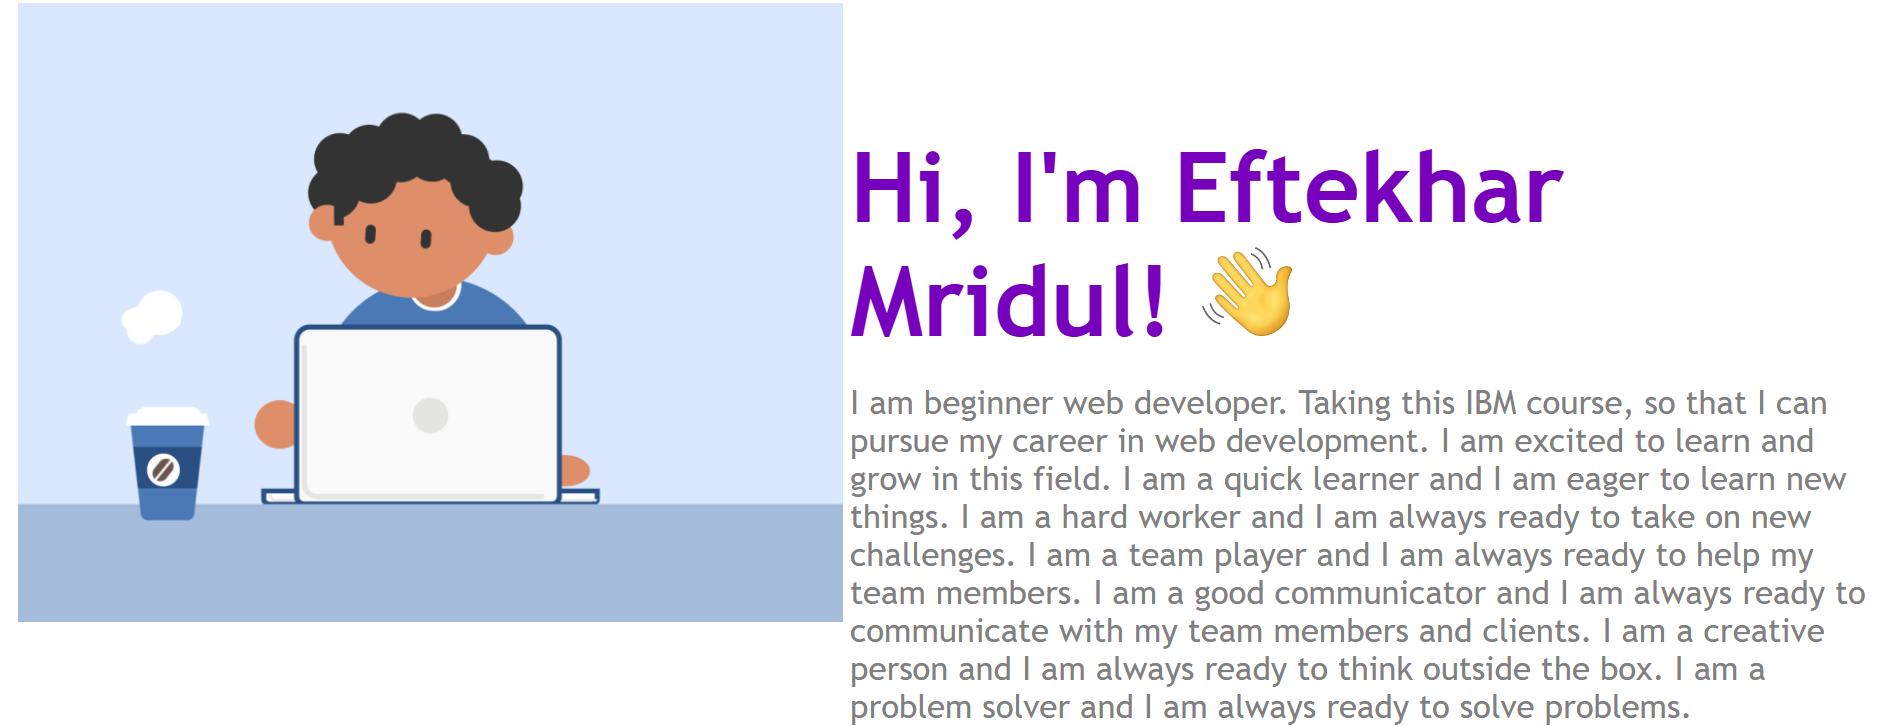 Hi, I'm Eftekhar
Mridul! 👋
I am beginner web developer. Taking this IBM course, so that I can
pursue my career in web development. I am excited to learn and
grow in this field. I am a quick learner and I am eager to learn new
things. I am a hard worker and I am always ready to take on new
challenges. I am a team player and I am always ready to help my
team members. I am a good communicator and I am always ready to
communicate with my team members and clients. I am a creative
person and I am always ready to think outside the box. I am a
problem solver and I am always ready to solve problems.